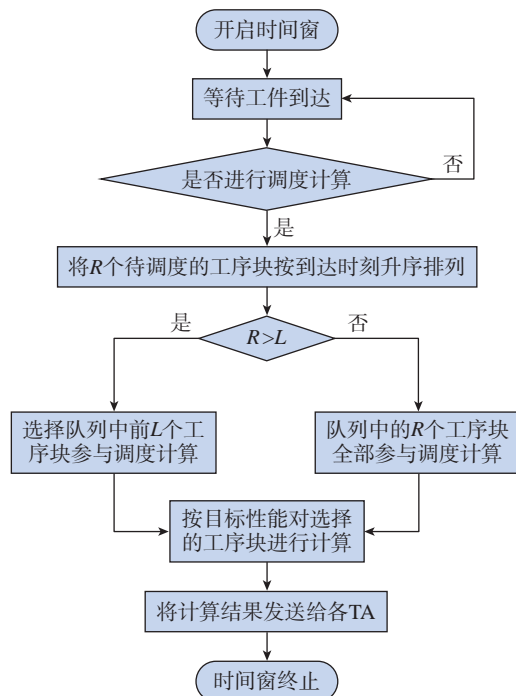 开启时间窗
等待工件到达
否
是否进行调度计算
是
将R个待调度的工序块按到达时刻升序排列
是
否
R>L
选择队列中前L个工
序块参与调度计算
队列中的R个工序块
全部参与调度计算
按目标性能对选择
的工序块进行计算
将计算结果发送给各TA
时间窗终止